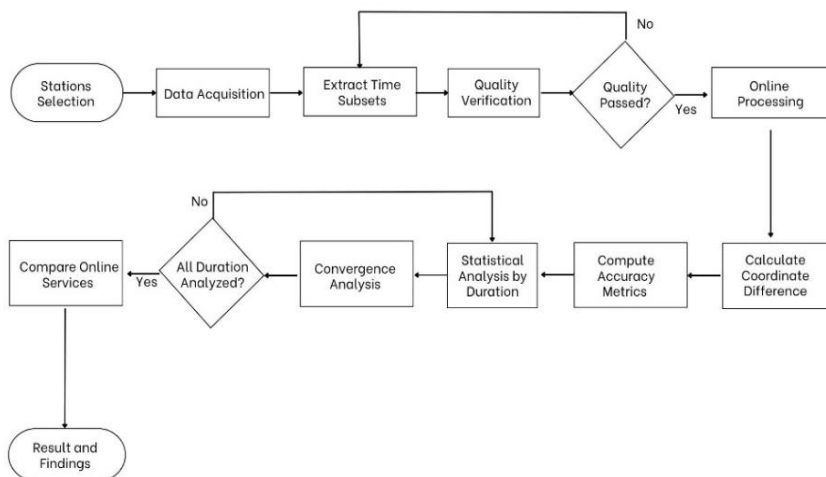 No
Stations
Selection
Data Acquisition
Extract Time
Subsets
Quality
Verification
Quality
Passed?
Yes
Online
Processing
No
Compare Online
Services
Yes
All Duration
Analyzed?
Convergence
Analysis
Statistical
Analysis by
Duration
Compute
Accuracy
Metrics
Calculate
Coordinate
Difference
Result and
Findings